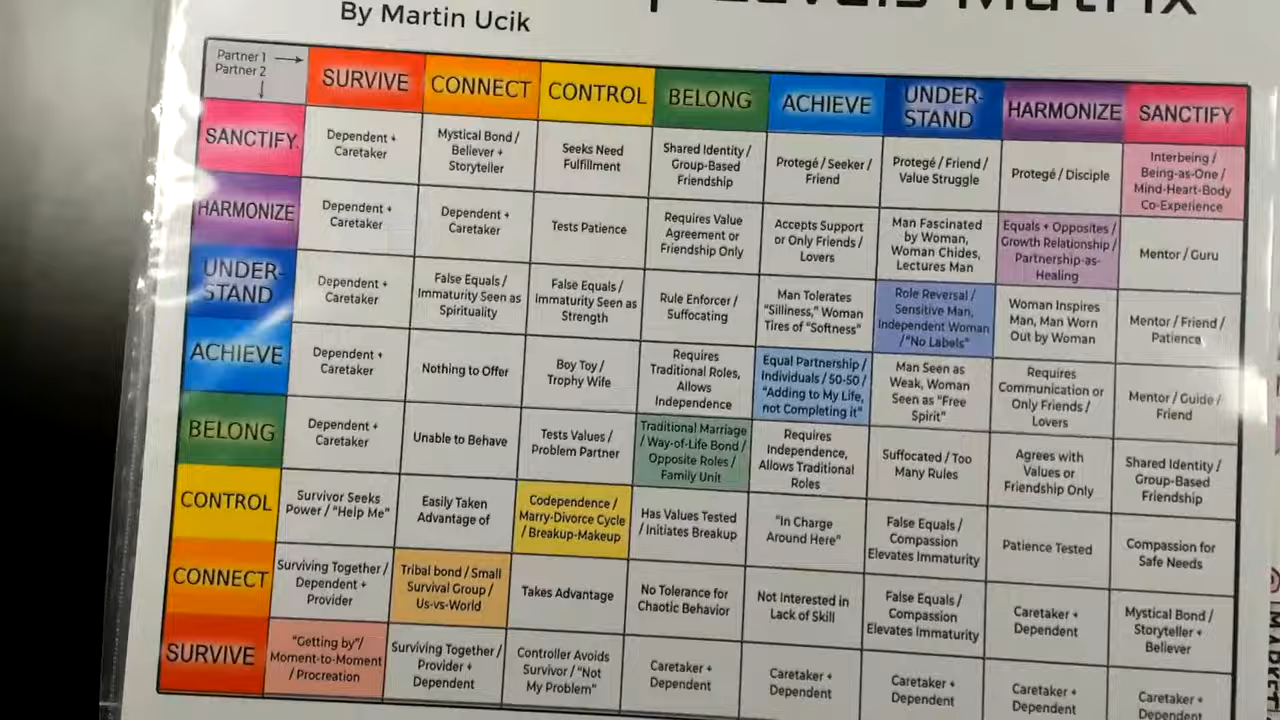 Levels Matrix
By Martin Ucik
Partner 1
Partner 2
SURVIVE
CONNECT
CONTROL
BELONG
ACHIEVE
UNDER-
STAND
HARMONIZE
SANCTIFY
SANCTIFY
Dependent +
Caretaker
Mystical Bond /
Believer +
Storyteller
Seeks Need
Fulfillment
Shared Identity /
Group-Based
Friendship
Protegé / Seeker /
Friend
Protegé / Friend /
Value Struggle
Protegé / Disciple
Interbeing /
Being-as-One /
Mind-Heart-Body
Co-Experience
HARMONIZE
Dependent +
Caretaker
Dependent +
Caretaker
Tests Patience
Requires Value
Agreement or
Friendship Only
Accepts Support
or Only Friends /
Lovers
Man Fascinated
by Woman,
Woman Chides,
Lectures Man
Equals + Opposites /
Growth Relationship /
Partnership-as-
Healing
Mentor / Guru
UNDER-
STAND
Dependent +
Caretaker
False Equals /
Immaturity Seen as
Spirituality
False Equals /
Immaturity Seen as
Strength
Rule Enforcer /
Suffocating
Man Tolerates
"Silliness," Woman
Tires of "Softness"
Role Reversal /
Sensitive Man,
Independent Woman
/ "No Labels"
Woman Inspires
Man, Man Worn
Out by Woman
Mentor / Friend /
Patience
ACHIEVE
Dependent +
Caretaker
Nothing to Offer
Boy Toy /
Trophy Wife
Requires
Traditional Roles,
Allows
Independence
Equal Partnership /
Individuals / 50-50 /
"Adding to My Life,
not Completing it"
Man Seen as
Weak, Woman
Seen as "Free
Spirit"
Requires
Communication or
Only Friends /
Lovers
Mentor / Guide /
Friend
BELONG
Dependent +
Caretaker
Unable to Behave
Tests Values /
Problem Partner
Traditional Marriage
/ Way-of-Life Bond /
Opposite Roles /
Family Unit
Requires
Independence,
Allows Traditional
Roles
Suffocated / Too
Many Rules
Agrees with
Values or
Friendship Only
Shared Identity /
Group-Based
Friendship
CONTROL
Survivor Seeks
Power / "Help Me"
Easily Taken
Advantage of
Codependence /
Marry-Divorce Cycle
/ Breakup-Makeup
Has Values Tested
/ Initiates Breakup
"In Charge
Around Here"
False Equals /
Compassion
Elevates Immaturity
Patience Tested
Compassion for
Safe Needs
CONNECT
Surviving Together /
Dependent +
Provider
Tribal bond / Small
Survival Group /
Us-vs-World
Takes Advantage
No Tolerance for
Chaotic Behavior
Not Interested in
Lack of Skill
False Equals /
Compassion
Elevates Immaturity
Caretaker +
Dependent
Mystical Bond /
Storyteller +
Believer
SURVIVE
"Getting by"/
Moment-to-Moment
/ Procreation
Surviving Together /
Provider +
Dependent
Controller Avoids
Survivor / "Not
My Problem"
Caretaker +
Dependent
Caretaker +
Dependent
Caretaker +
Dependent
Caretaker +
Dependent
Caretaker +
Dependent